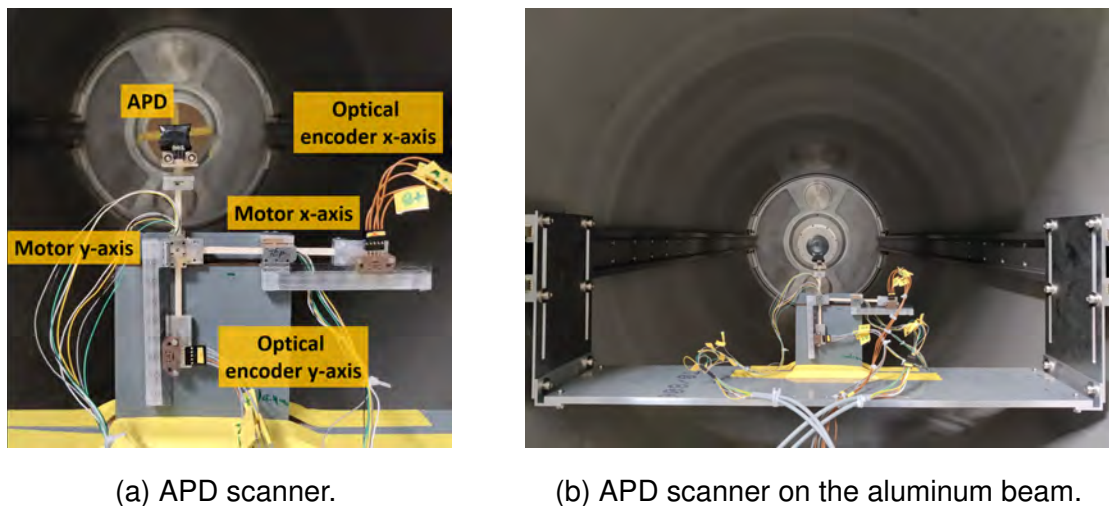 APD
Optical
encoder x-axis
Motor x-axis
Motor y-axis
Optical
encoder y-axis
(a) APD scanner.
(b) APD scanner on the aluminum beam.